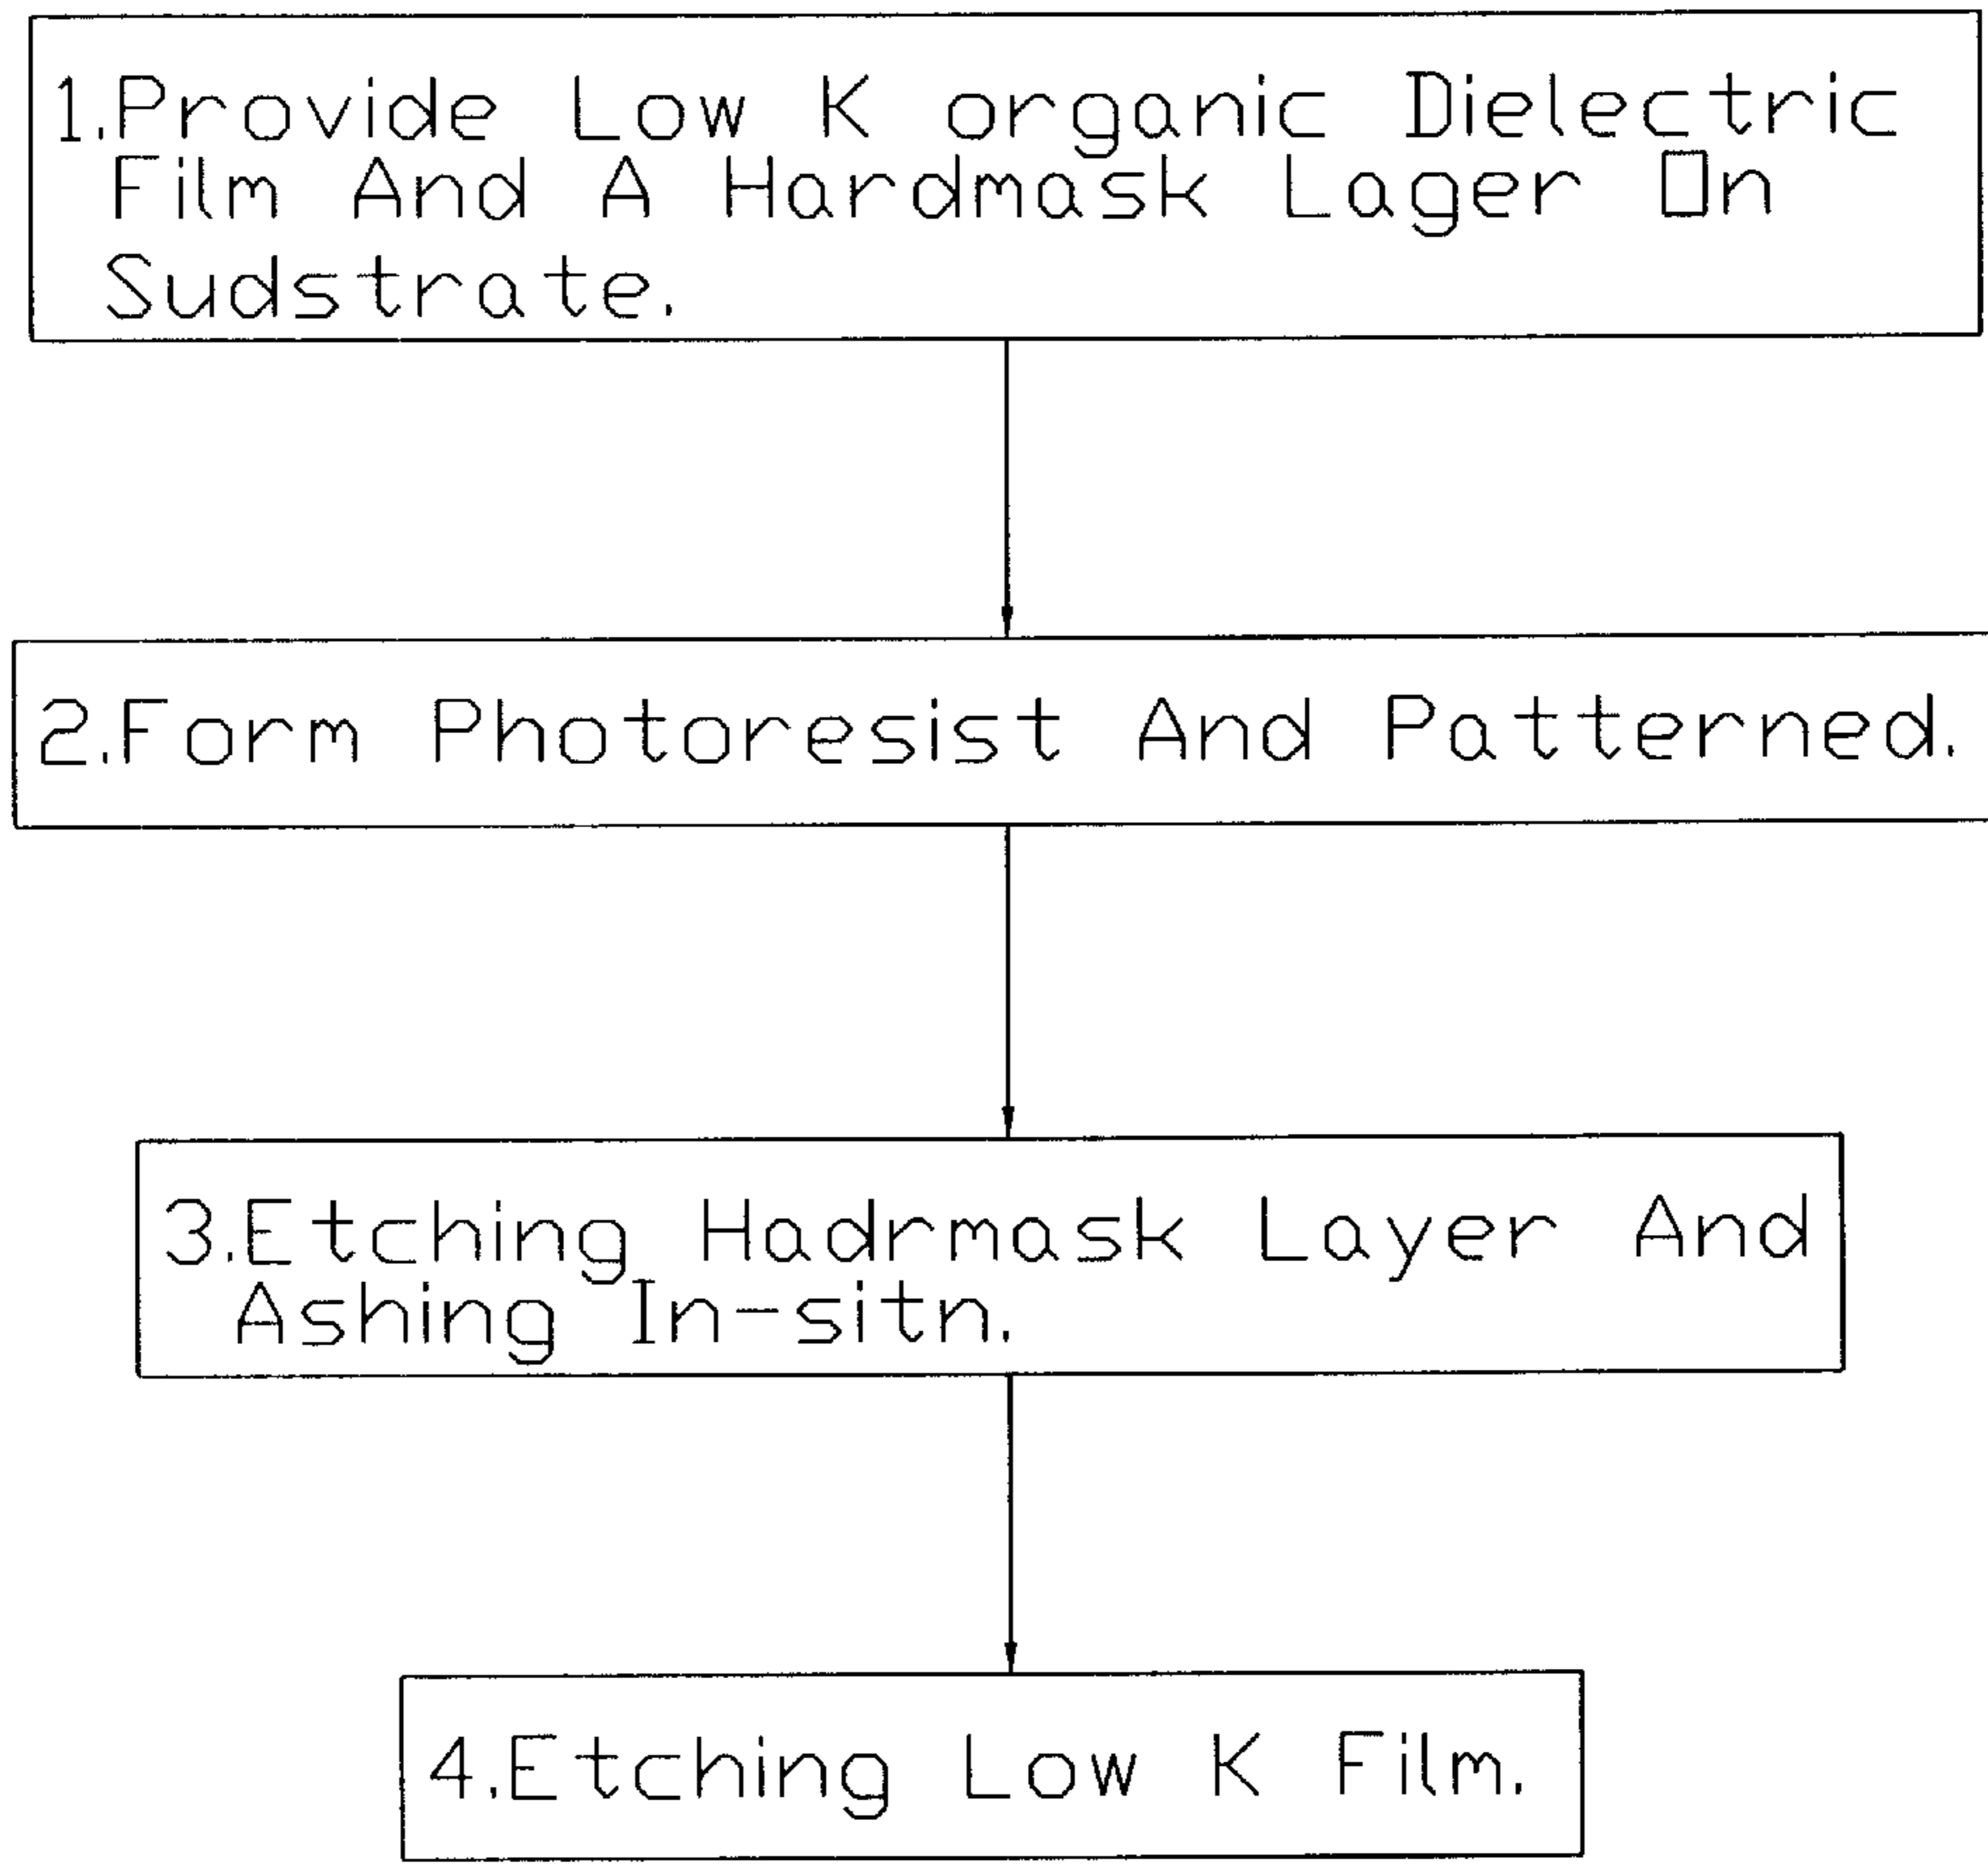 1.Provide Low K organic Dielectric
Film And A Hardmask Lager On
Sudstrate.
2.Form Photoresist And Patterned.
3.Etching Hadrmask Layer And
Ashing In-sitn.
4.Etching Low K Film.